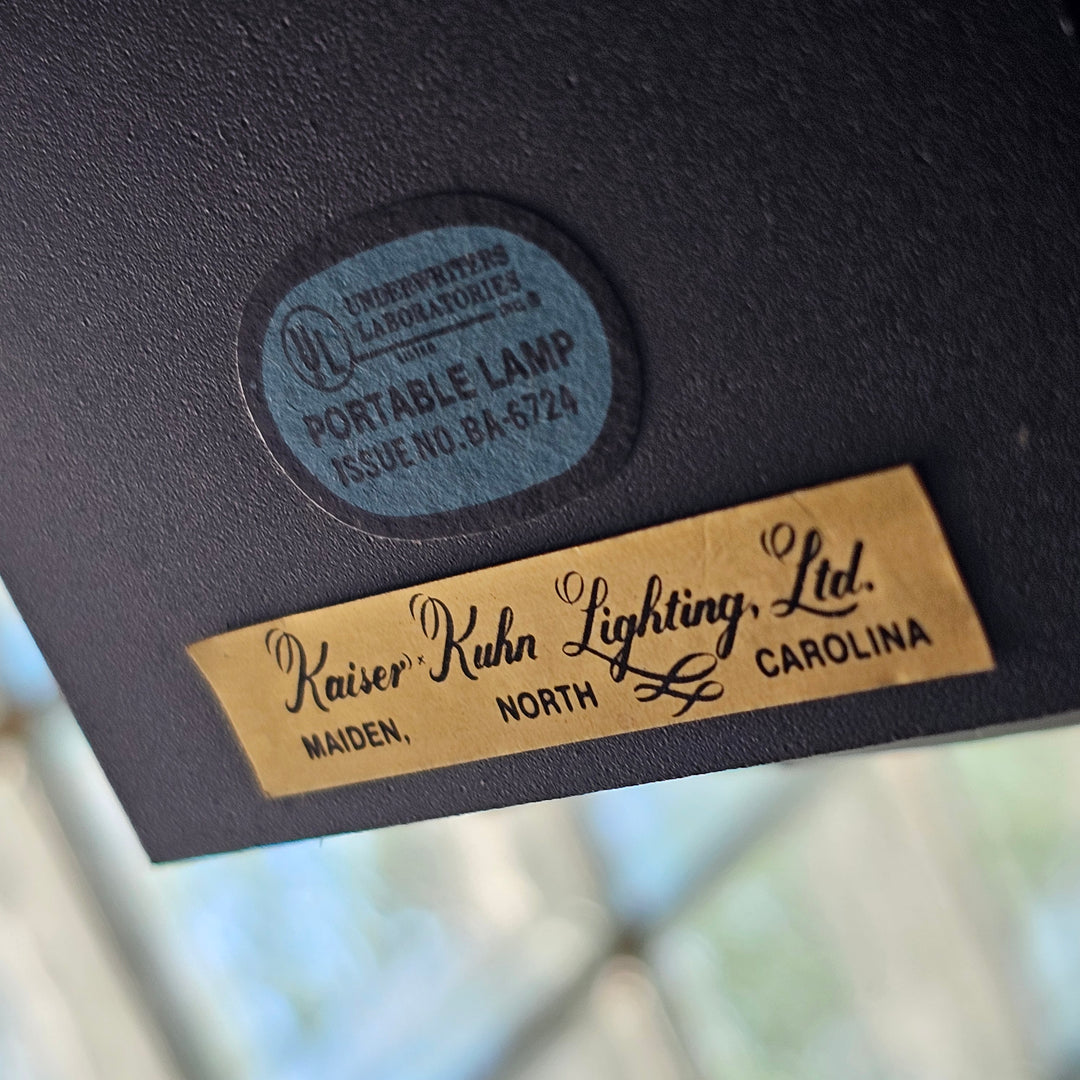 UL
UNDERWRITERS
LABORATORIES
INC.®
LISTED
PORTABLE LAMP
ISSUE NO. BA-6724
Kaiser Kuhn Lighting, Ltd.
MAIDEN, NORTH CAROLINA